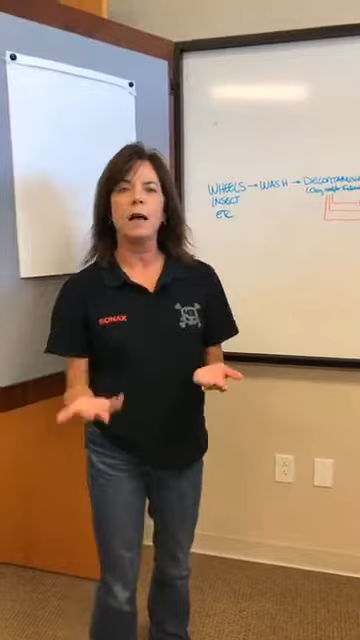 WHEELS → WASH → DECONTAMINA
INSECT
ETC
SONAX